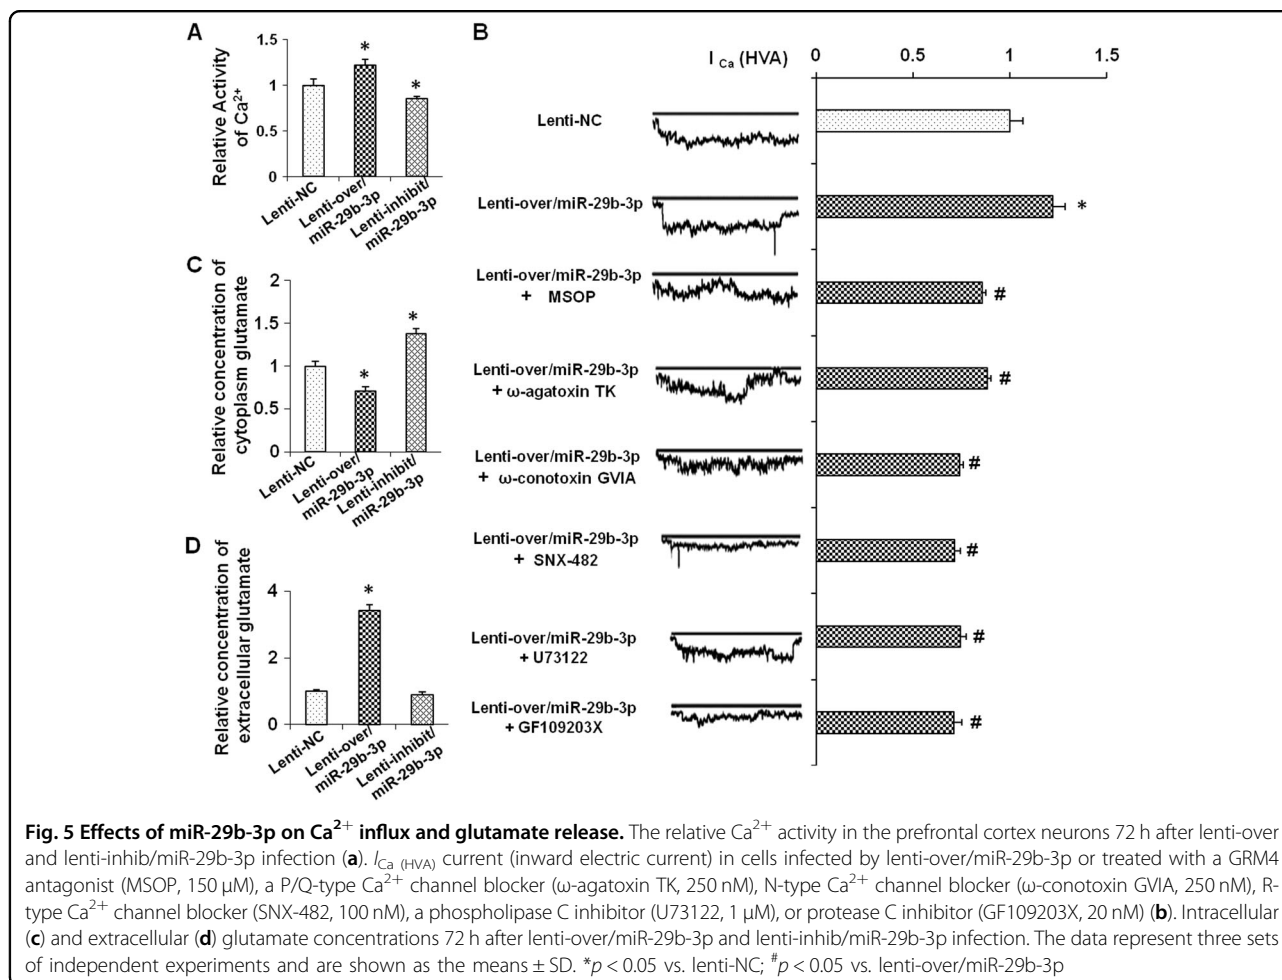 A
1.5
1
0.5
0
Relative Activity
of Ca²⁺
*
*
Lenti-NC
Lenti-over/
miR-29b-3p
Lenti-inhibit/
miR-29b-3p
B
I Ca (HVA)
0
0.5
1
1.5
Lenti-NC
Lenti-over/miR-29b-3p
*
Lenti-over/miR-29b-3p
+ MSOP
#
Lenti-over/miR-29b-3p
+ ω-agatoxin TK
#
Lenti-over/miR-29b-3p
+ ω-conotoxin GVIA
#
Lenti-over/miR-29b-3p
+ SNX-482
#
Lenti-over/miR-29b-3p
+ U73122
#
Lenti-over/miR-29b-3p
+ GF109203X
#
C
2
1.5
1
0.5
0
Relative concentration of
cytoplasm glutamate
*
*
Lenti-NC
Lenti-over/
miR-29b-3p
Lenti-inhibit/
miR-29b-3p
D
4
2
0
Relative concentration of
extracellular glutamate
*
Lenti-NC
Lenti-over/
miR-29b-3p
Lenti-inhibit/
miR-29b-3p
Fig. 5 Effects of miR-29b-3p on Ca²⁺ influx and glutamate release. The relative Ca²⁺ activity in the prefrontal cortex neurons 72 h after lenti-over
and lenti-inhib/miR-29b-3p infection (a). I Ca (HVA) current (inward electric current) in cells infected by lenti-over/miR-29b-3p or treated with a GRM4
antagonist (MSOP, 150 μM), a P/Q-type Ca²⁺ channel blocker (ω-agatoxin TK, 250 nM), N-type Ca²⁺ channel blocker (ω-conotoxin GVIA, 250 nM), R-
type Ca²⁺ channel blocker (SNX-482, 100 nM), a phospholipase C inhibitor (U73122, 1 μM), or protease C inhibitor (GF109203X, 20 nM) (b). Intracellular
(c) and extracellular (d) glutamate concentrations 72 h after lenti-over/miR-29b-3p and lenti-inhib/miR-29b-3p infection. The data represent three sets
of independent experiments and are shown as the means ± SD. *p < 0.05 vs. lenti-NC; #p < 0.05 vs. lenti-over/miR-29b-3p